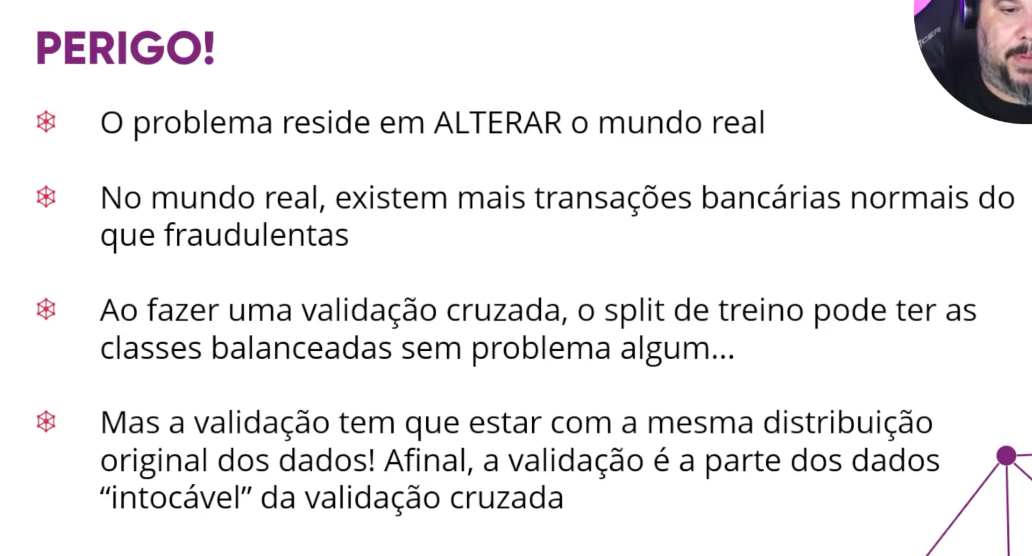 PERIGO!
O problema reside em ALTERAR o mundo real
No mundo real, existem mais transações bancárias normais do
que fraudulentas
Ao fazer uma validação cruzada, o split de treino pode ter as
classes balanceadas sem problema algum...
Mas a validação tem que estar com a mesma distribuição
original dos dados! Afinal, a validação é a parte dos dados
“intocável” da validação cruzada